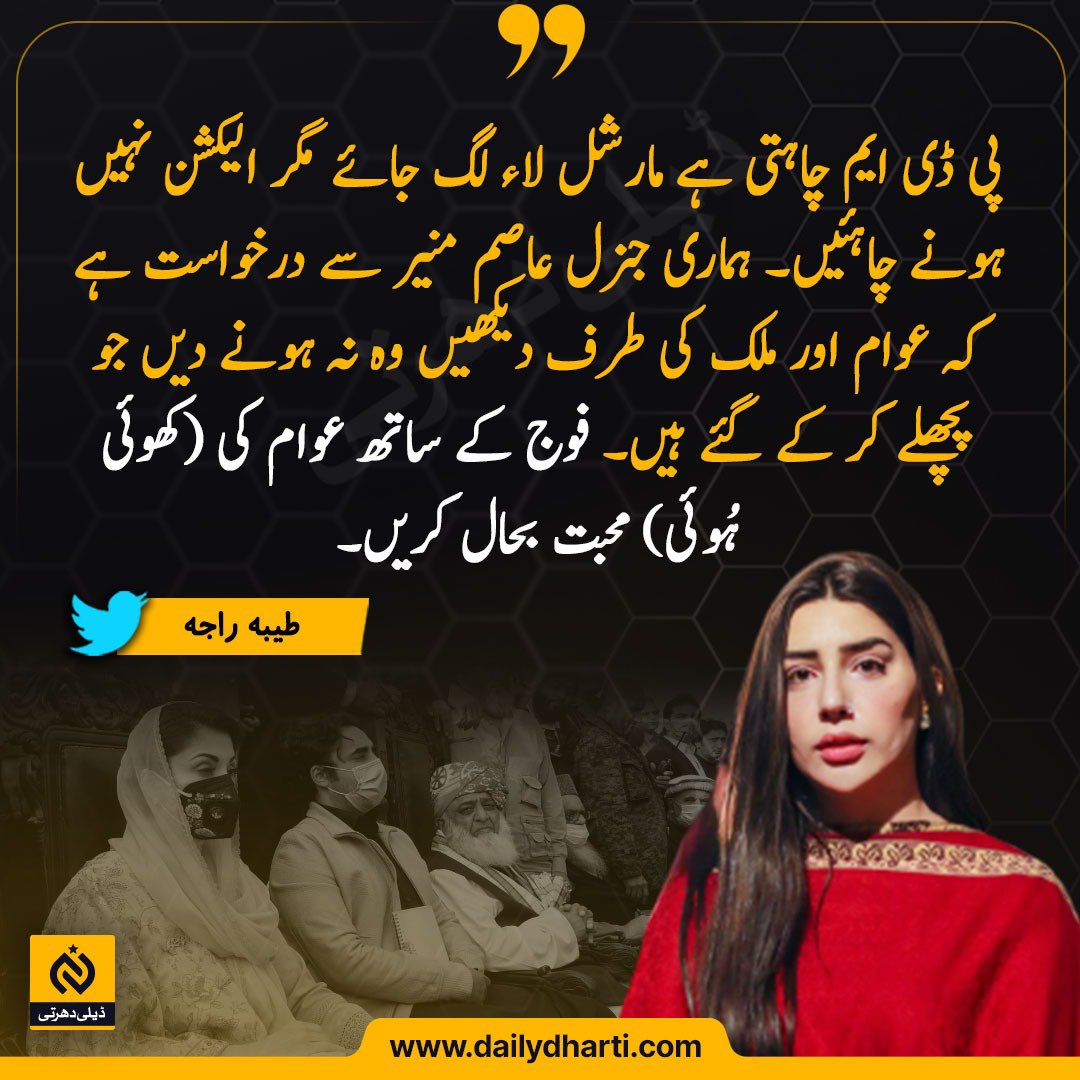 پی ڈی ایم چاہتی ہے مارشل لاء لگ جائے مگر الیکشن نہیں
ہونے چاہئیں۔ ہماری جنرل عاصم منیر سے درخواست ہے
کہ عوام اور ملک کی طرف دیکھیں وہ نہ ہونے دیں جو
پچھلے کر کے گئے ہیں۔ فوج کے ساتھ عوام کی (کھوئی
ہُوئی) محبت بحال کریں۔
طیبہ راجہ
ڈیلی دھرتی
www.dailydharti.com